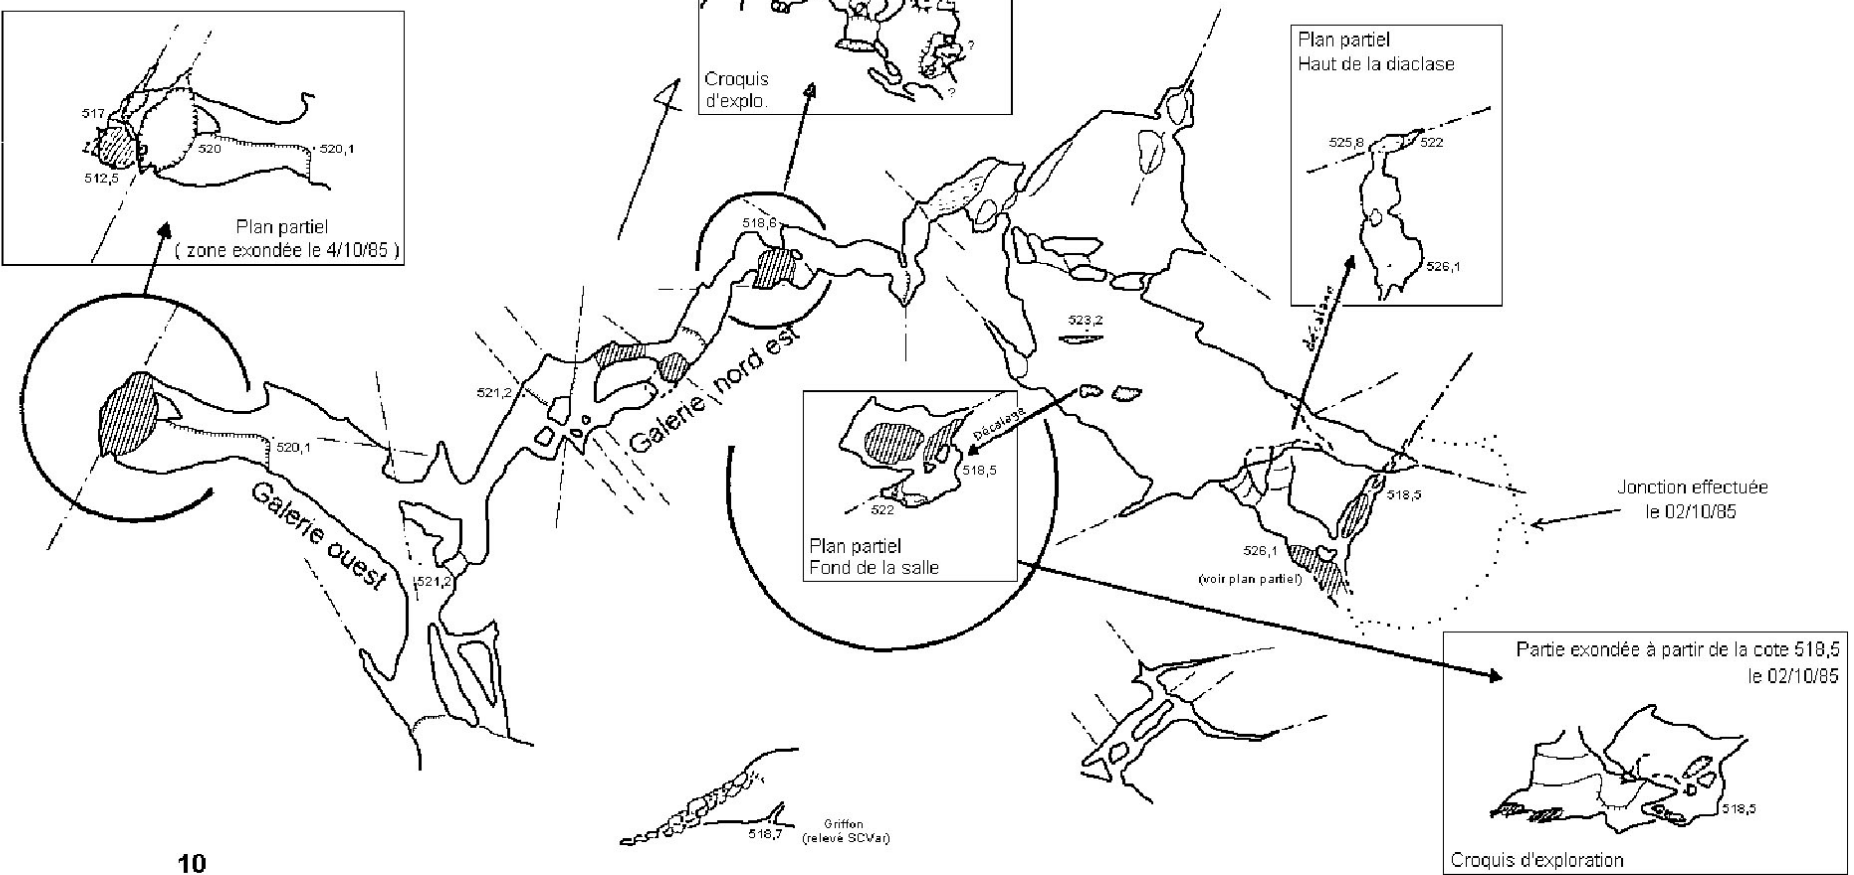 517
520
520,1
512,5
Plan partiel
( zone exondée le 4/10/85 )
Croquis
d'explo.
?
?
Plan partiel
Haut de la diaclase
525,8
522
526,1
décalage
518,6
523,2
521,2
Galerie nord est
520,1
Galerie ouest
521,2
Décalage
518,5
522
Plan partiel
Fond de la salle
518,5
526,1
(voir plan partiel)
Jonction effectuée
le 02/10/85
Partie exondée à partir de la cote 518,5
le 02/10/85
518,5
Croquis d'exploration
518,7
Griffon
(relevé SCVar)
10